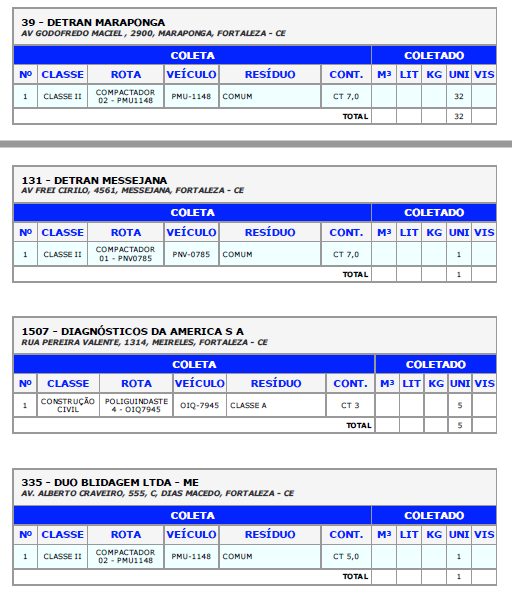 39 - DETRAN MARAPONGA
AV GODOFREDO MACIEL , 2900, MARAPONGA, FORTALEZA - CE
COLETA COLETADO
Nº CLASSE ROTA VEÍCULO RESÍDUO CONT. M³ LIT KG UNI VIS
1 CLASSE II COMPACTADOR 02 - PMU1148 PMU-1148 COMUM CT 7,0 32
TOTAL 32
131 - DETRAN MESSEJANA
AV FREI CIRILO, 4561, MESSEJANA, FORTALEZA - CE
COLETA COLETADO
Nº CLASSE ROTA VEÍCULO RESÍDUO CONT. M³ LIT KG UNI VIS
1 CLASSE II COMPACTADOR 01 - PNV0785 PNV-0785 COMUM CT 7,0 1
TOTAL 1
1507 - DIAGNÓSTICOS DA AMERICA S A
RUA PEREIRA VALENTE, 1314, MEIRELES, FORTALEZA - CE
COLETA COLETADO
Nº CLASSE ROTA VEÍCULO RESÍDUO CONT. M³ LIT KG UNI VIS
1 CONSTRUÇÃO CIVIL POLIGUINDASTE 4 - OIQ7945 OIQ-7945 CLASSE A CT 3 5
TOTAL 5
335 - DUO BLIDAGEM LTDA - ME
AV. ALBERTO CRAVEIRO, 555, C, DIAS MACEDO, FORTALEZA - CE
COLETA COLETADO
Nº CLASSE ROTA VEÍCULO RESÍDUO CONT. M³ LIT KG UNI VIS
1 CLASSE II COMPACTADOR 02 - PMU1148 PMU-1148 COMUM CT 5,0 1
TOTAL 1